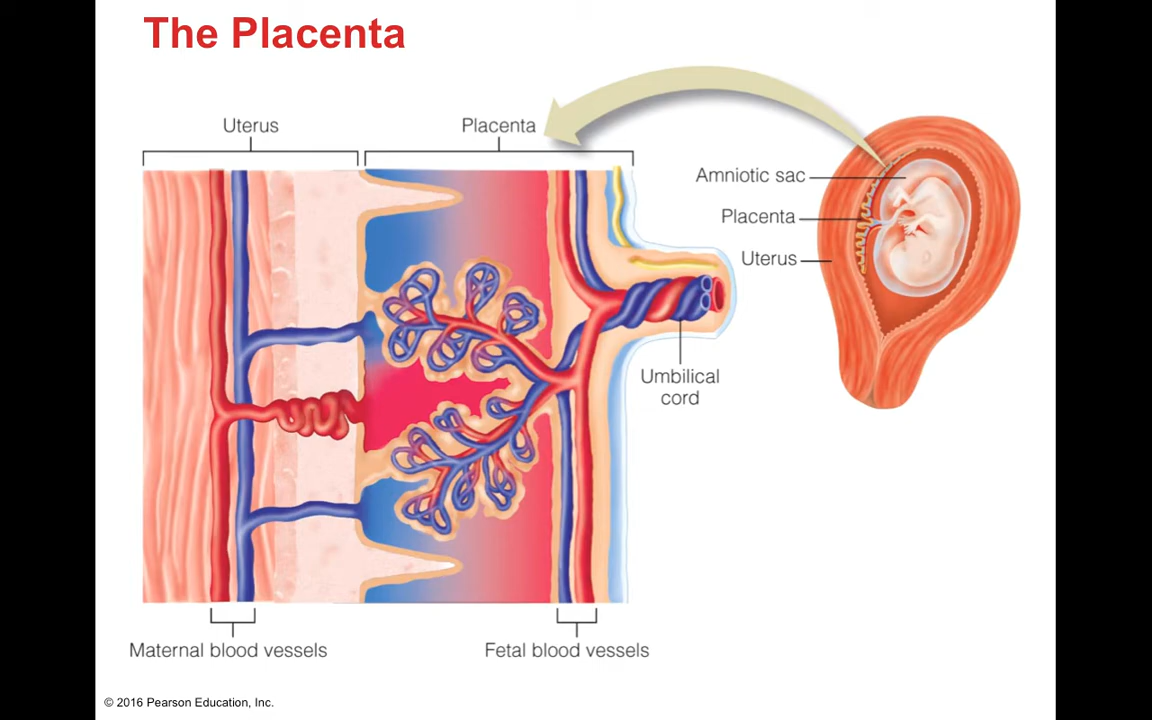 The Placenta
Uterus
Placenta
Amniotic sac
Placenta
Uterus
Umbilical
cord
Maternal blood vessels
Fetal blood vessels
© 2016 Pearson Education, Inc.